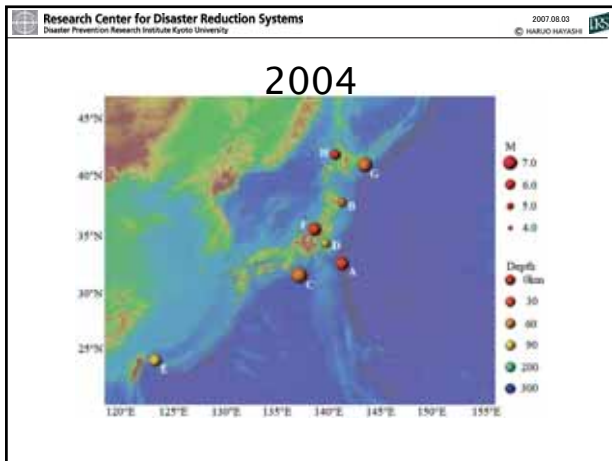 Research Center for Disaster Reduction Systems
Disaster Prevention Research Institute Kyoto University
2007.08.03
© HARUO HAYASHI
DRS
2004
45°N
40°N
35°N
30°N
25°N
120°E 125°E 130°E 135°E 140°E 145°E 150°E 155°E
H
G
B
F
D
A
C
E
M
7.0
6.0
5.0
4.0
Depth
0km
30
60
90
200
300